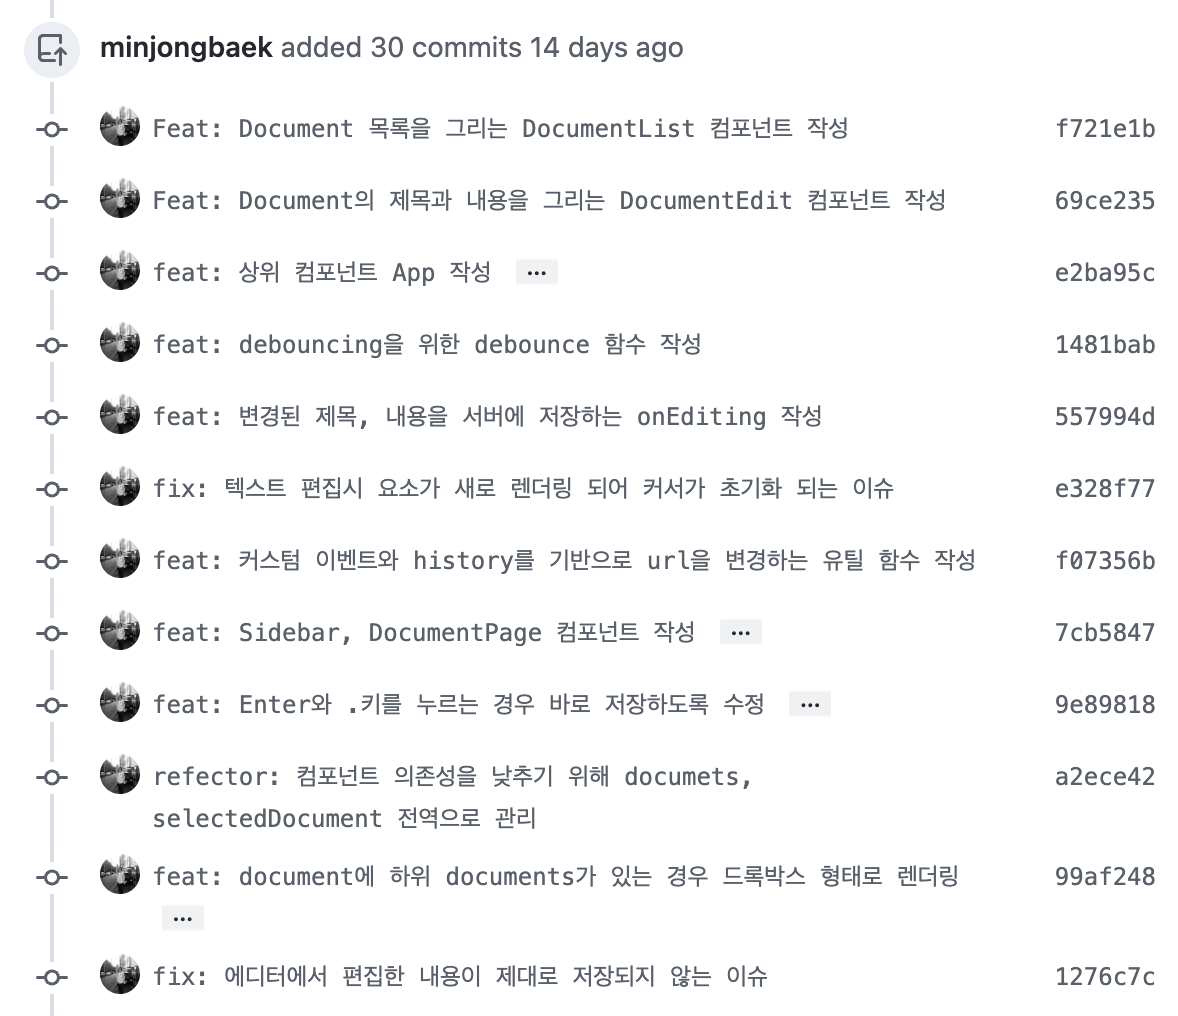 minjongbaek added 30 commits 14 days ago
Feat: Document 목록을 그리는 DocumentList 컴포넌트 작성 f721e1b
Feat: Document의 제목과 내용을 그리는 DocumentEdit 컴포넌트 작성 69ce235
feat: 상위 컴포넌트 App 작성 … e2ba95c
feat: debouncing을 위한 debounce 함수 작성 1481bab
feat: 변경된 제목, 내용을 서버에 저장하는 onEditing 작성 557994d
fix: 텍스트 편집시 요소가 새로 렌더링 되어 커서가 초기화 되는 이슈 e328f77
feat: 커스텀 이벤트와 history를 기반으로 url을 변경하는 유틸 함수 작성 f07356b
feat: Sidebar, DocumentPage 컴포넌트 작성 … 7cb5847
feat: Enter와 .키를 누르는 경우 바로 저장하도록 수정 … 9e89818
refector: 컴포넌트 의존성을 낮추기 위해 documets, a2ece42
selectedDocument 전역으로 관리
feat: document에 하위 documents가 있는 경우 드록박스 형태로 렌더링 99af248
…
fix: 에디터에서 편집한 내용이 제대로 저장되지 않는 이슈 1276c7c